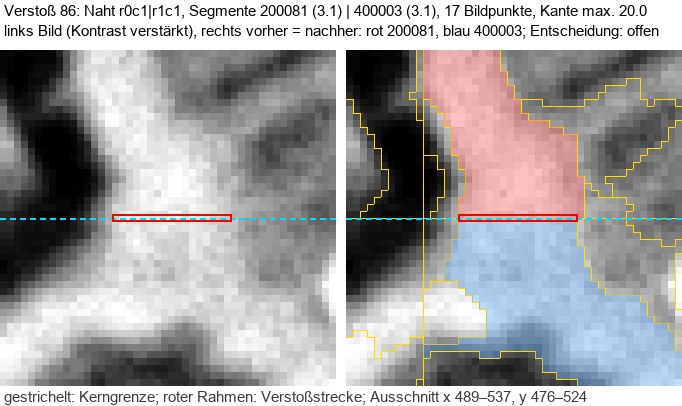 Verstoß 86: Naht r0c1|r1c1, Segmente 200081 (3.1) | 400003 (3.1), 17 Bildpunkte, Kante max. 20.0
links Bild (Kontrast verstärkt), rechts vorher = nachher: rot 200081, blau 400003; Entscheidung: offen
gestrichelt: Kerngrenze; roter Rahmen: Verstoßstrecke; Ausschnitt x 489–537, y 476–524